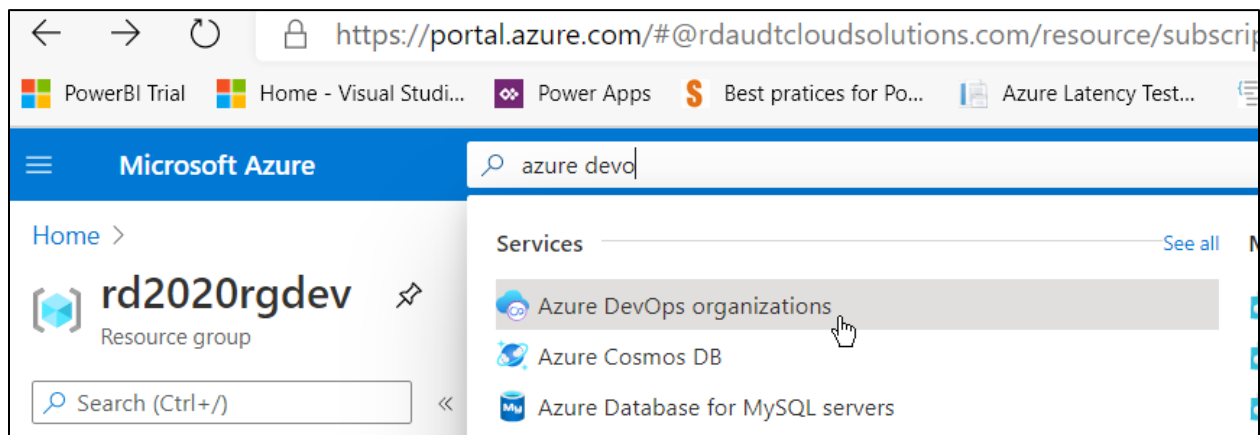 https://portal.azure.com/#@rdaudtcloudsolutions.com/resource/subscrip
PowerBI Trial Home - Visual Studi... Power Apps Best pratices for Po... Azure Latency Test...
Microsoft Azure azure devo
Home >
rd2020rgdev
Resource group
Search (Ctrl+/) «
Services See all
Azure DevOps organizations
Azure Cosmos DB
My Azure Database for MySQL servers